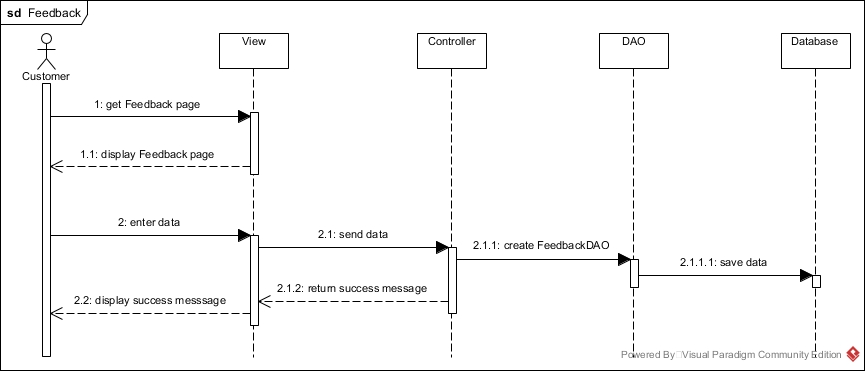 sd Feedback
View
Controller
DAO
Database
Customer
1: get Feedback page
1.1: display Feedback page
2: enter data
2.1: send data
2.1.1: create FeedbackDAO
2.1.1.1: save data
2.1.2: return success message
2.2: display success messsage
Powered By Visual Paradigm Community Edition